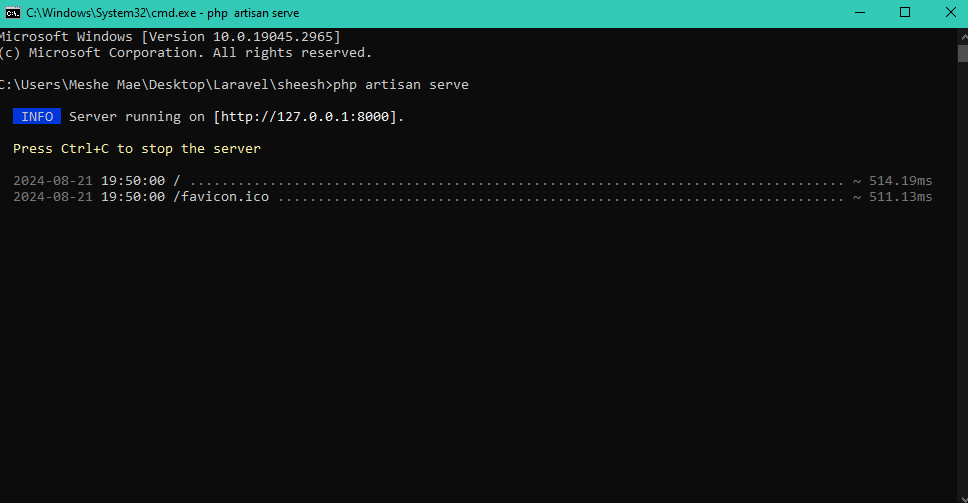 C:\Windows\System32\cmd.exe - php  artisan serve
Microsoft Windows [Version 10.0.19045.2965]
(c) Microsoft Corporation. All rights reserved.
C:\Users\Meshe Mae\Desktop\Laravel\sheesh>php artisan serve
INFO  Server running on [http://127.0.0.1:8000].
Press Ctrl+C to stop the server
2024-08-21 19:50:00 / .................................................................................. ~ 514.19ms
2024-08-21 19:50:00 /favicon.ico ....................................................................... ~ 511.13ms